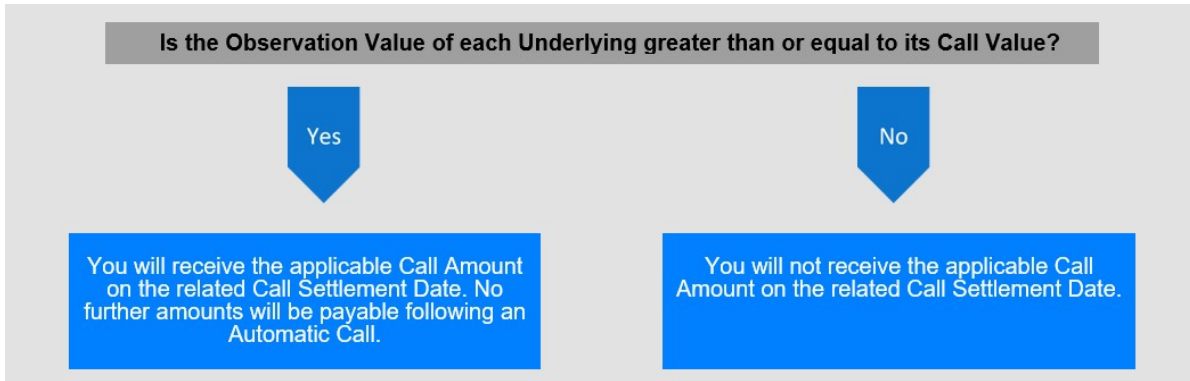 Is the Observation Value of each Underlying greater than or equal to its Call Value?
Yes
No
You will receive the applicable Call Amount
on the related Call Settlement Date. No
further amounts will be payable following an
Automatic Call.
You will not receive the applicable Call
Amount on the related Call Settlement Date.